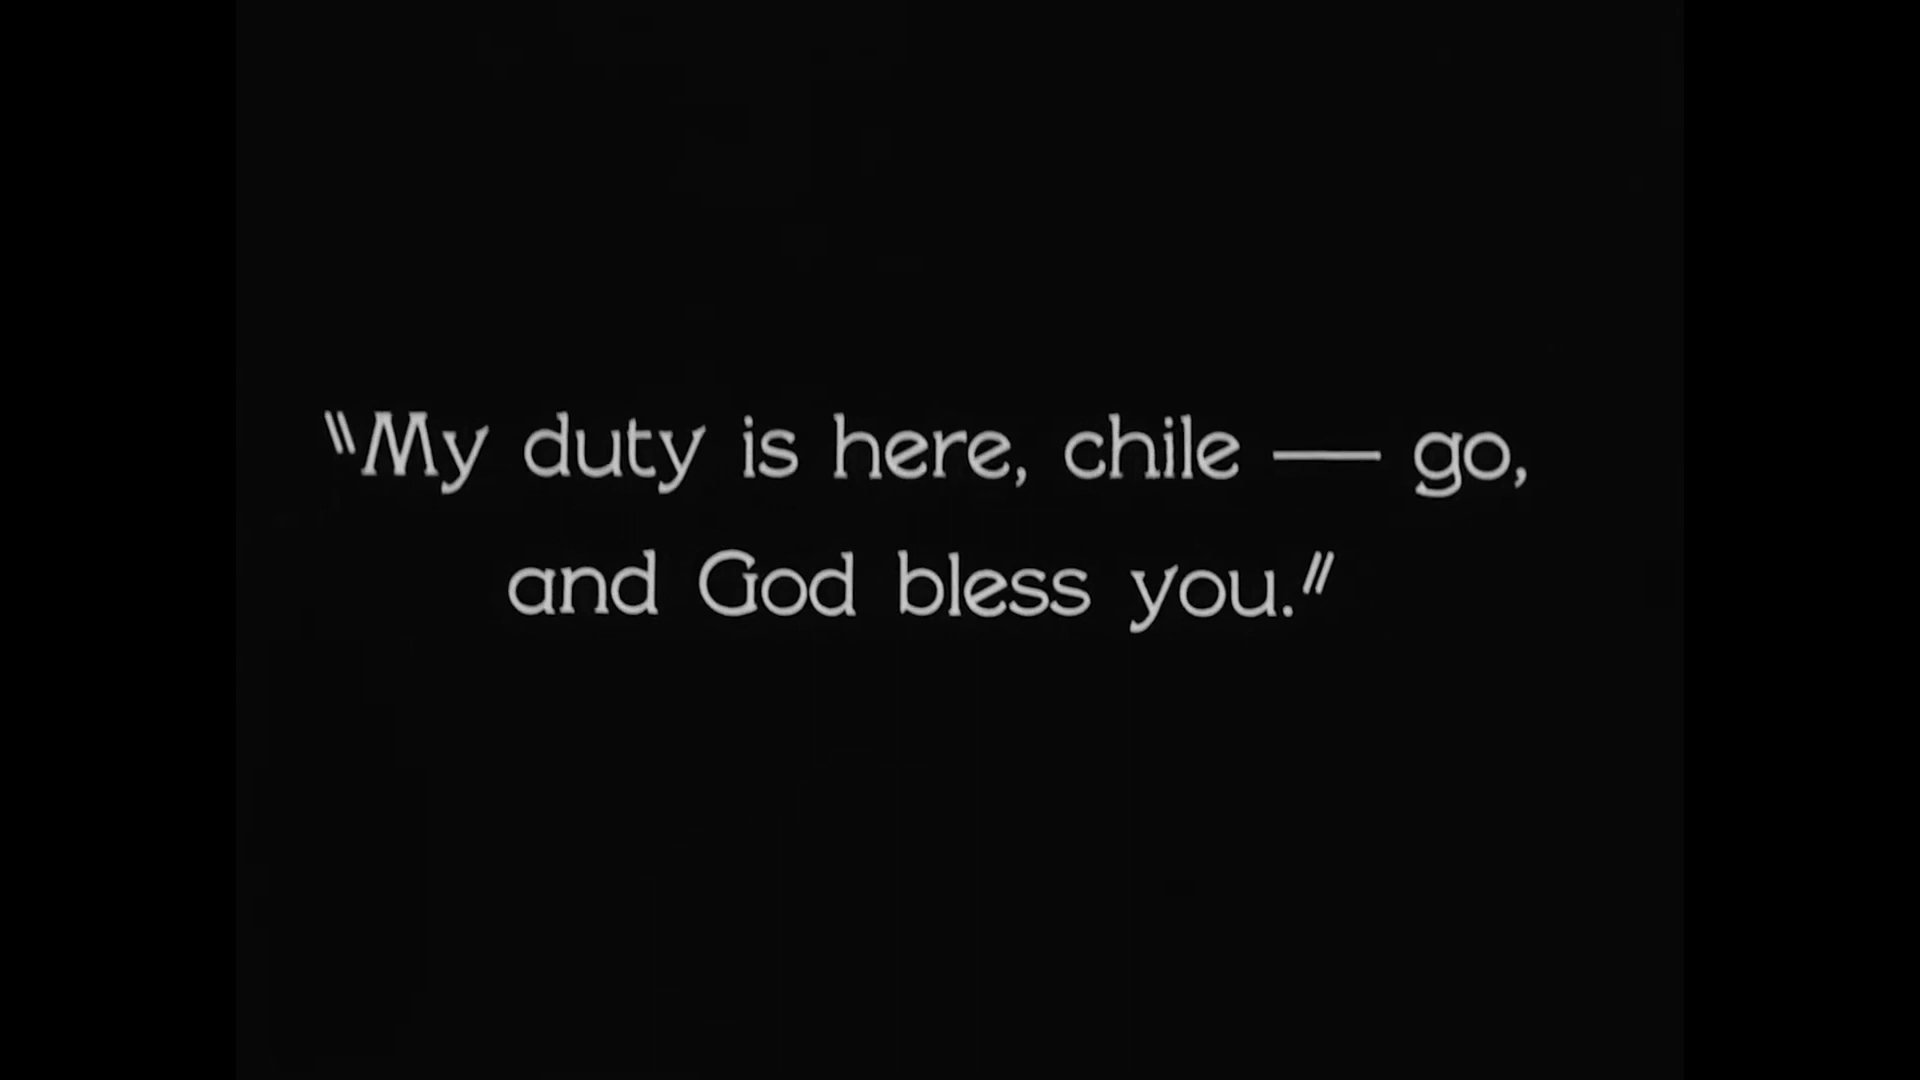 "My duty is here, chile — go,
and God bless you."